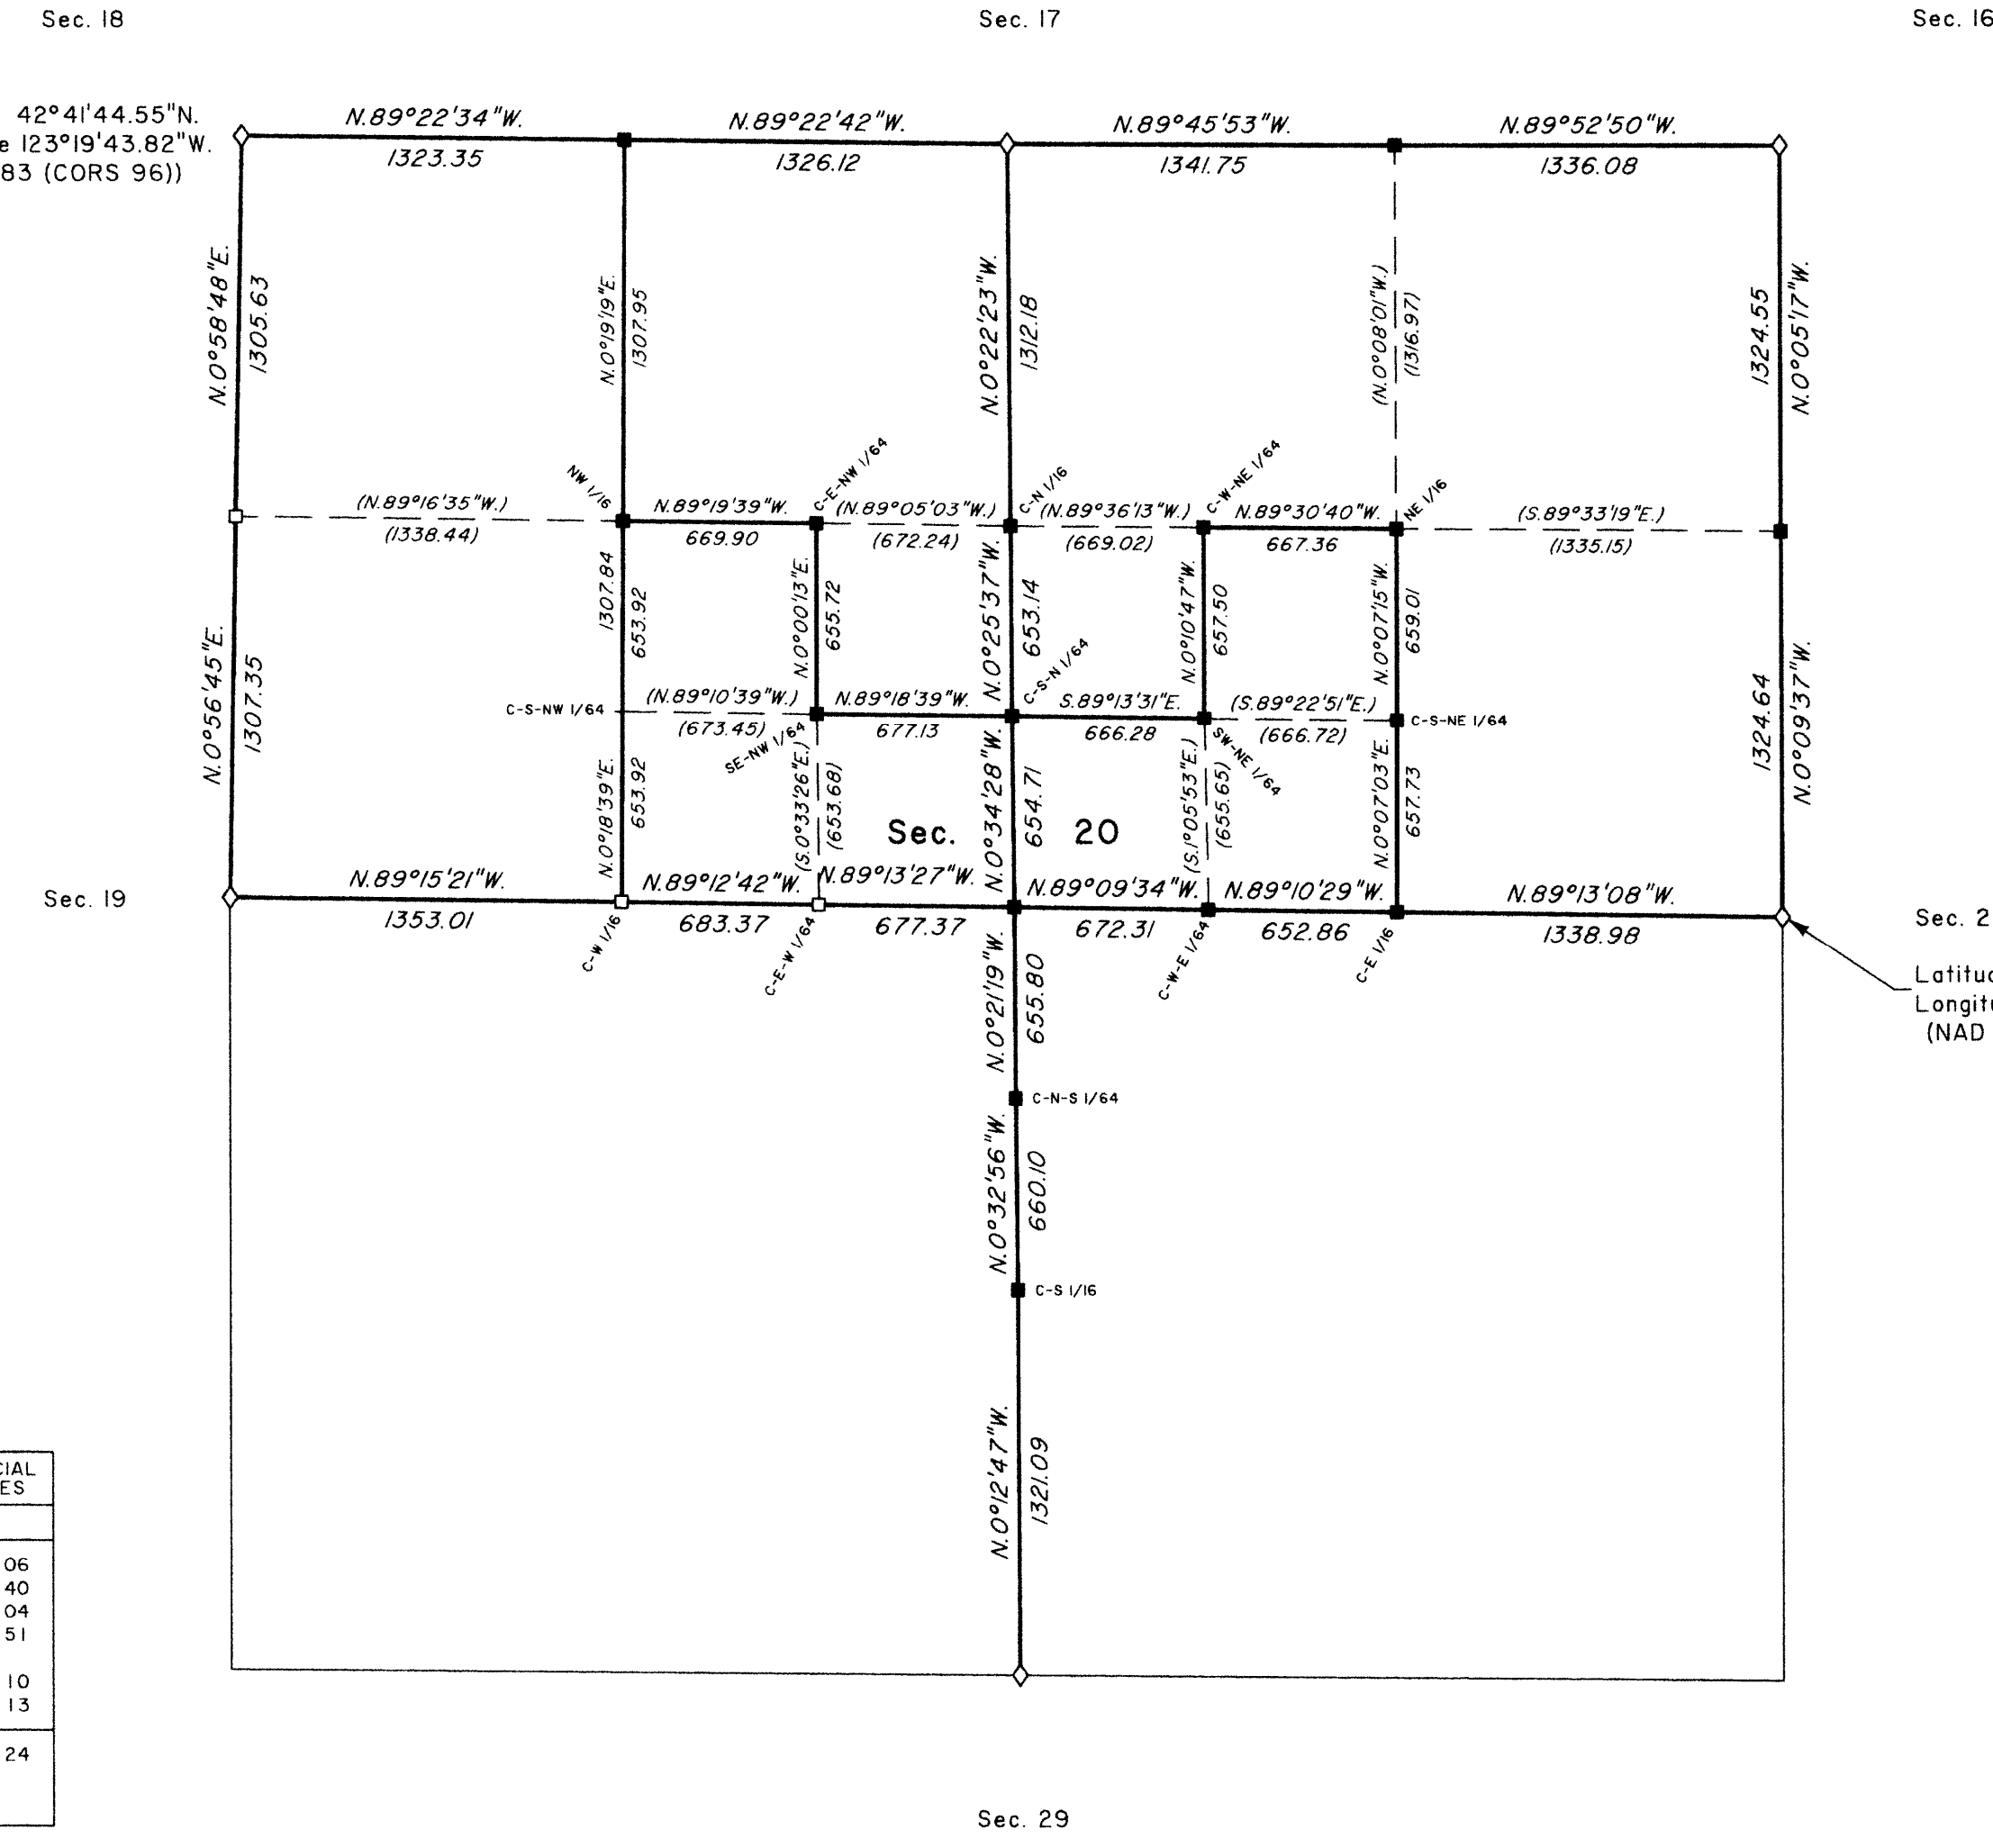 Sec. 18
Sec. 17
Sec. 16
42°41'44.55"N.
e 123°19'43.82"W.
83 (CORS 96))
N.89°22'34"W.
1323.35
N.89°22'42"W.
1326.12
N.89°45'53"W.
1341.75
N.89°52'50"W.
1336.08
N.0°58'48"E.
1305.63
N.0°19'19"E.
1307.95
N.0°22'23"W.
1312.18
(N.0°08'01"W.)
(1316.97)
1324.55
N.0°05'17"W.
NW 1/16
C-E-NW 1/64
C-N 1/16
C-W-NE 1/64
NE 1/16
(N.89°16'35"W.)
(1338.44)
N.89°19'39"W.
669.90
(N.89°05'03"W.)
(672.24)
(N.89°36'13"W.)
(669.02)
N.89°30'40"W.
667.36
(S.89°33'19"E.)
(1335.15)
N.0°56'45"E.
1307.35
1307.84
653.92
N.0°00'13"E.
655.72
N.0°25'37"W.
653.14
C-S-N 1/64
N.0°10'47"W.
657.50
N.0°07'15"W.
659.01
1324.64
N.0°09'37"W.
C-S-NW 1/64
(N.89°10'39"W.)
(673.45)
SE-NW 1/64
N.89°18'39"W.
677.13
S.89°13'31"E.
666.28
(S.89°22'51"E.)
(666.72)
SW-NE 1/64
C-S-NE 1/64
N.0°18'39"E.
653.92
(S.0°33'26"E.)
(653.68)
N.0°34'28"W.
654.71
(S.1°05'53"E.)
(655.65)
N.0°07'03"E.
657.73
Sec. 20
Sec. 19
N.89°15'21"W.
1353.01
N.89°12'42"W.
683.37
N.89°13'27"W.
677.37
N.89°09'34"W.
672.31
N.89°10'29"W.
652.86
N.89°13'08"W.
1338.98
C-W 1/16
C-E-W 1/64
C-W-E 1/64
C-E 1/16
Sec. 2
Latitud
Longitu
(NAD
N.0°21'19"W.
655.80
C-N-S 1/64
N.0°32'56"W.
660.10
C-S 1/16
N.0°12'47"W.
1321.09
CIAL
ES
06
40
04
51
10
13
24
Sec. 29